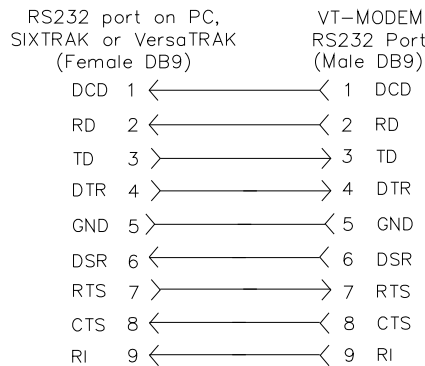 RS232 port on PC, VT-MODEM
SIXTRAK or VersaTRAK RS232 Port
(Female DB9) (Male DB9)
DCD 1 1 DCD
RD 2 2 RD
TD 3 3 TD
DTR 4 4 DTR
GND 5 5 GND
DSR 6 6 DSR
RTS 7 7 RTS
CTS 8 8 CTS
RI 9 9 RI